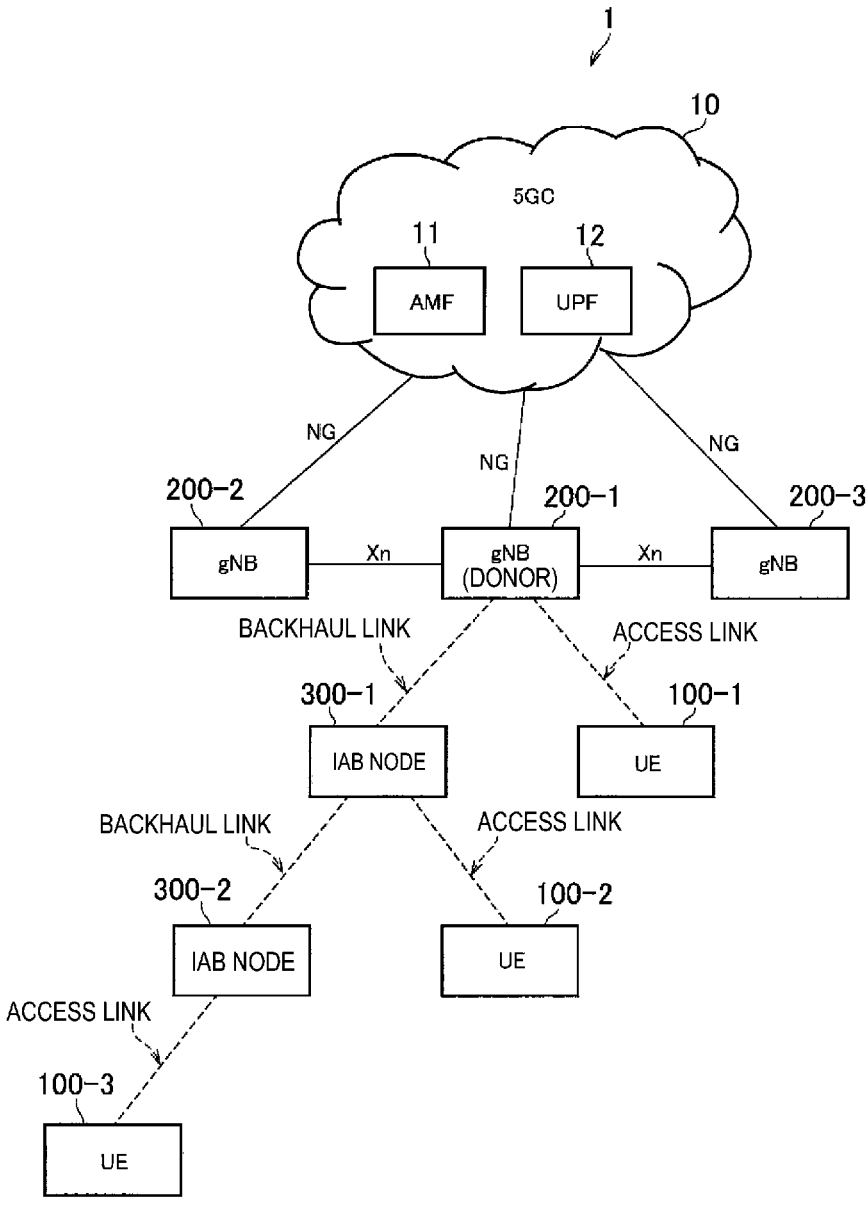 1
10
5GC
11
12
AMF
UPF
NG
NG
NG
200-2
200-1
200-3
gNB
Xn
gNB
(DONOR)
Xn
gNB
BACKHAUL LINK
ACCESS LINK
300-1
100-1
IAB NODE
UE
BACKHAUL LINK
ACCESS LINK
300-2
100-2
IAB NODE
UE
ACCESS LINK
100-3
UE